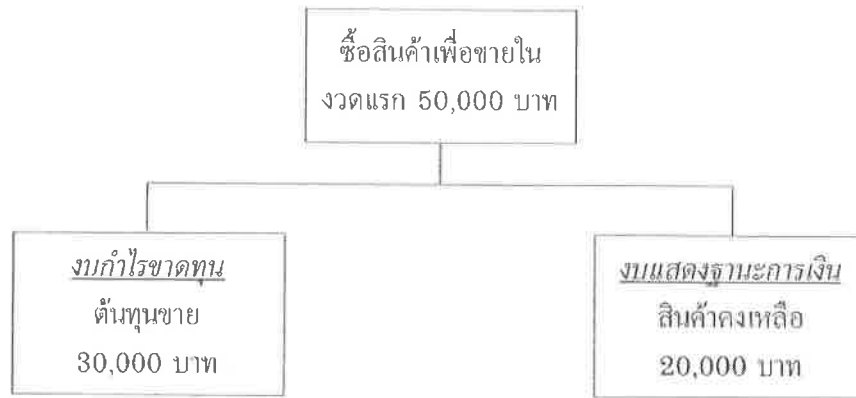 ซื้อสินค้าเพื่อขายใน
งวดแรก 50,000 บาท
งบกำไรขาดทุน
ต้นทุนขาย
30,000 บาท
งบแสดงฐานะการเงิน
สินค้าคงเหลือ
20,000 บาท